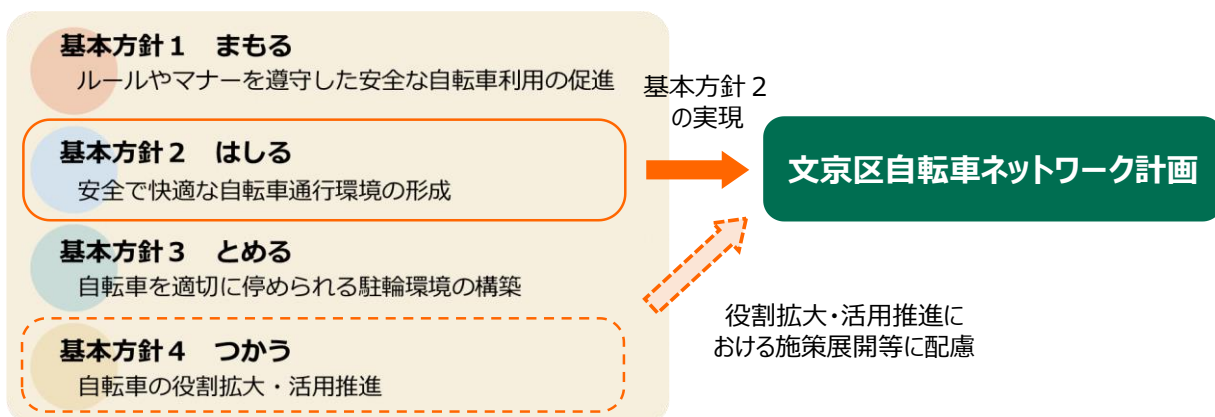 基本方針１　まもる
ルールやマナーを遵守した安全な自転車利用の促進
基本方針２　はしる
安全で快適な自転車通行環境の形成
基本方針３　とめる
自転車を適切に停められる駐輪環境の構築
基本方針４　つかう
自転車の役割拡大・活用推進
基本方針２
の実現
文京区自転車ネットワーク計画
役割拡大・活用推進に
おける施策展開等に配慮